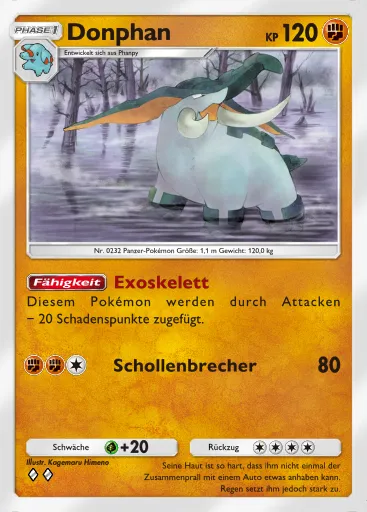 PHASE 1 Donphan KP 120
Entwickelt sich aus Phanpy
Nr. 0232 Panzer-Pokémon Größe: 1,1 m Gewicht: 120,0 kg
Fähigkeit Exoskelett
Diesem Pokémon werden durch Attacken
− 20 Schadenspunkte zugefügt.
Schollenbrecher 80
Schwäche +20 Rückzug
Illustr. Kagemaru Himeno
Seine Haut ist so hart, dass ihm nicht einmal der
Zusammenprall mit einem Auto etwas anhaben kann.
Regen setzt ihm jedoch stark zu.